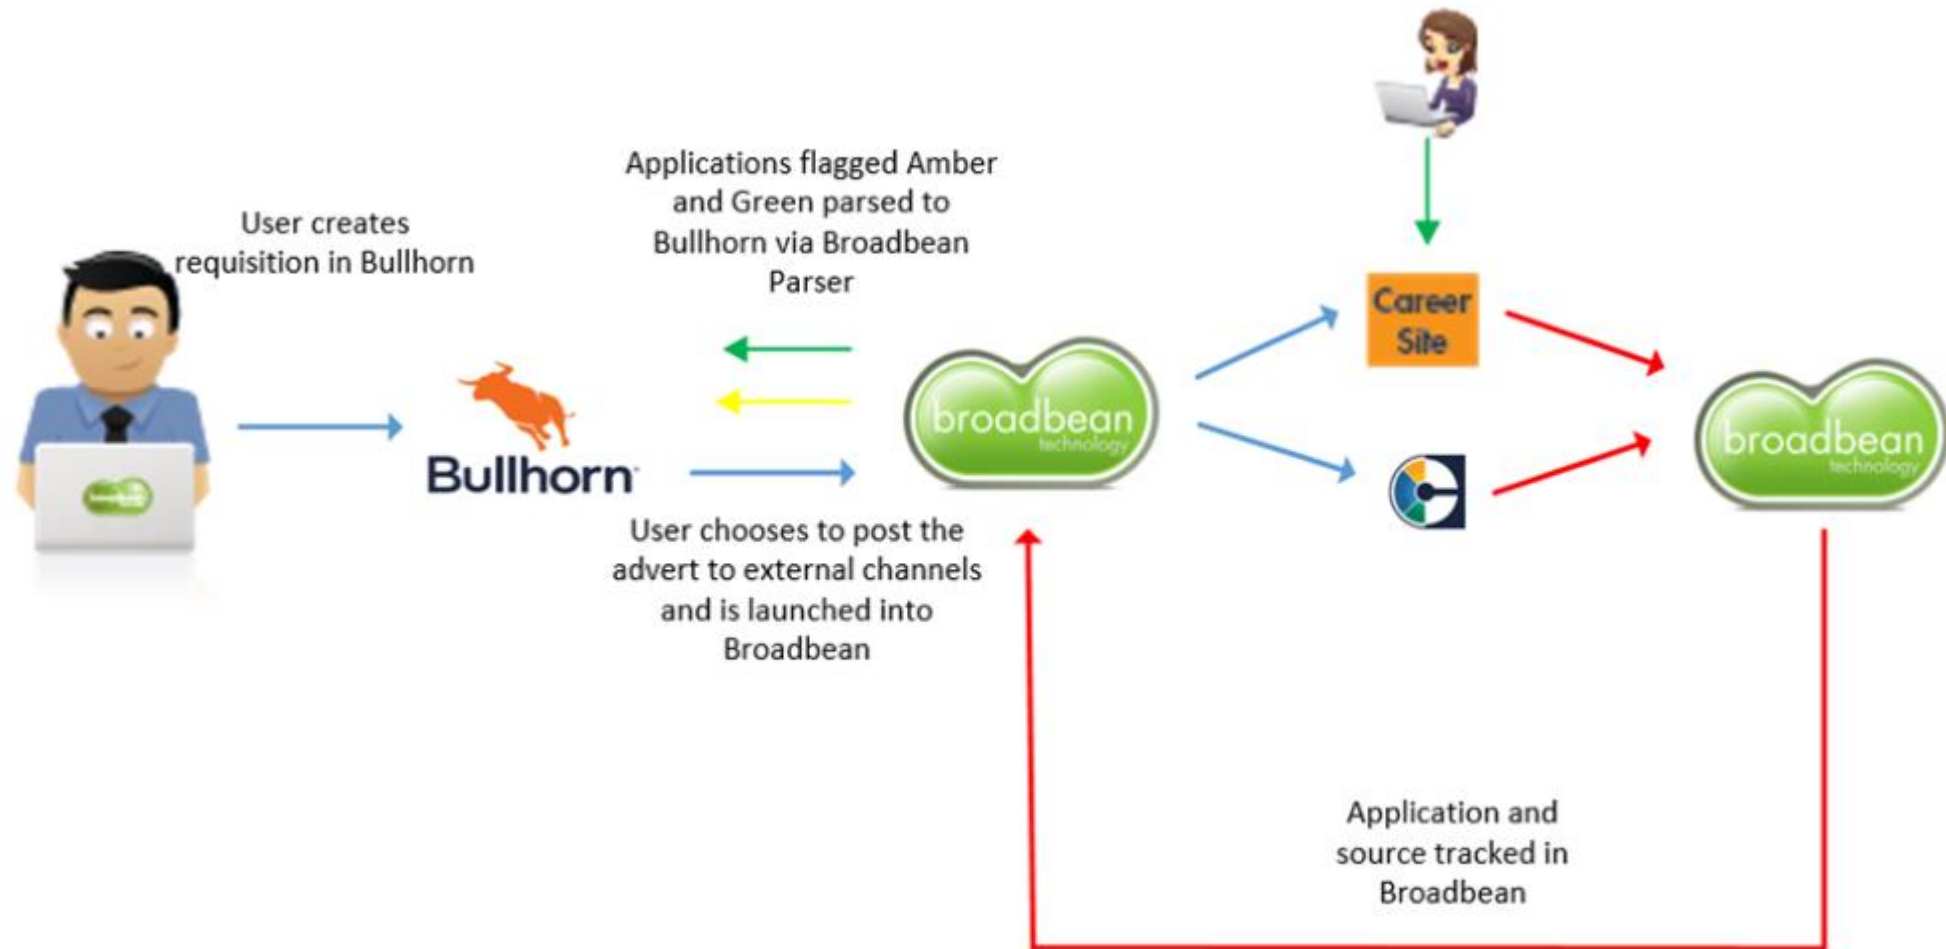 User creates
requisition in Bullhorn
Applications flagged Amber
and Green parsed to
Bullhorn via Broadbean
Parser
Bullhorn
User chooses to post the
advert to external channels
and is launched into
Broadbean
broadbean
technology
Career
Site
broadbean
technology
Application and
source tracked in
Broadbean